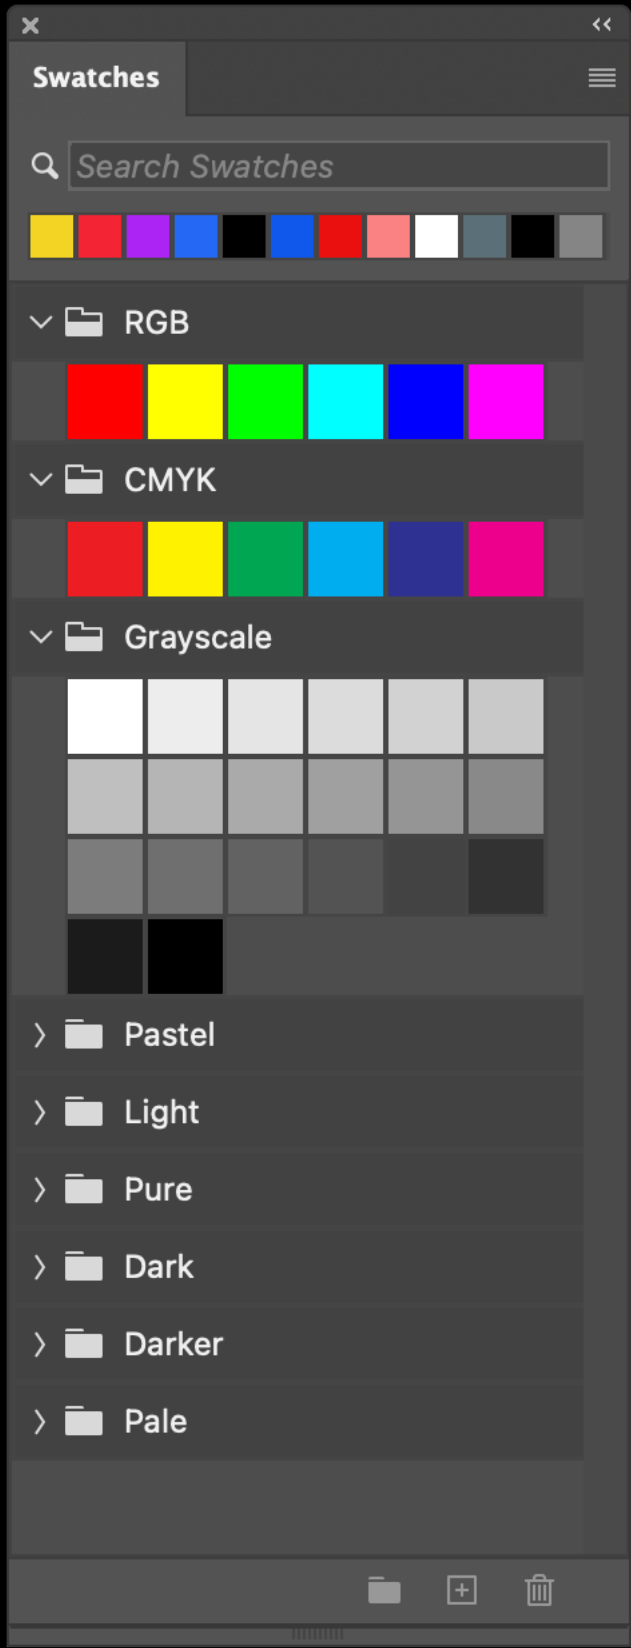 Swatches
Search Swatches
RGB
CMYK
Grayscale
Pastel
Light
Pure
Dark
Darker
Pale